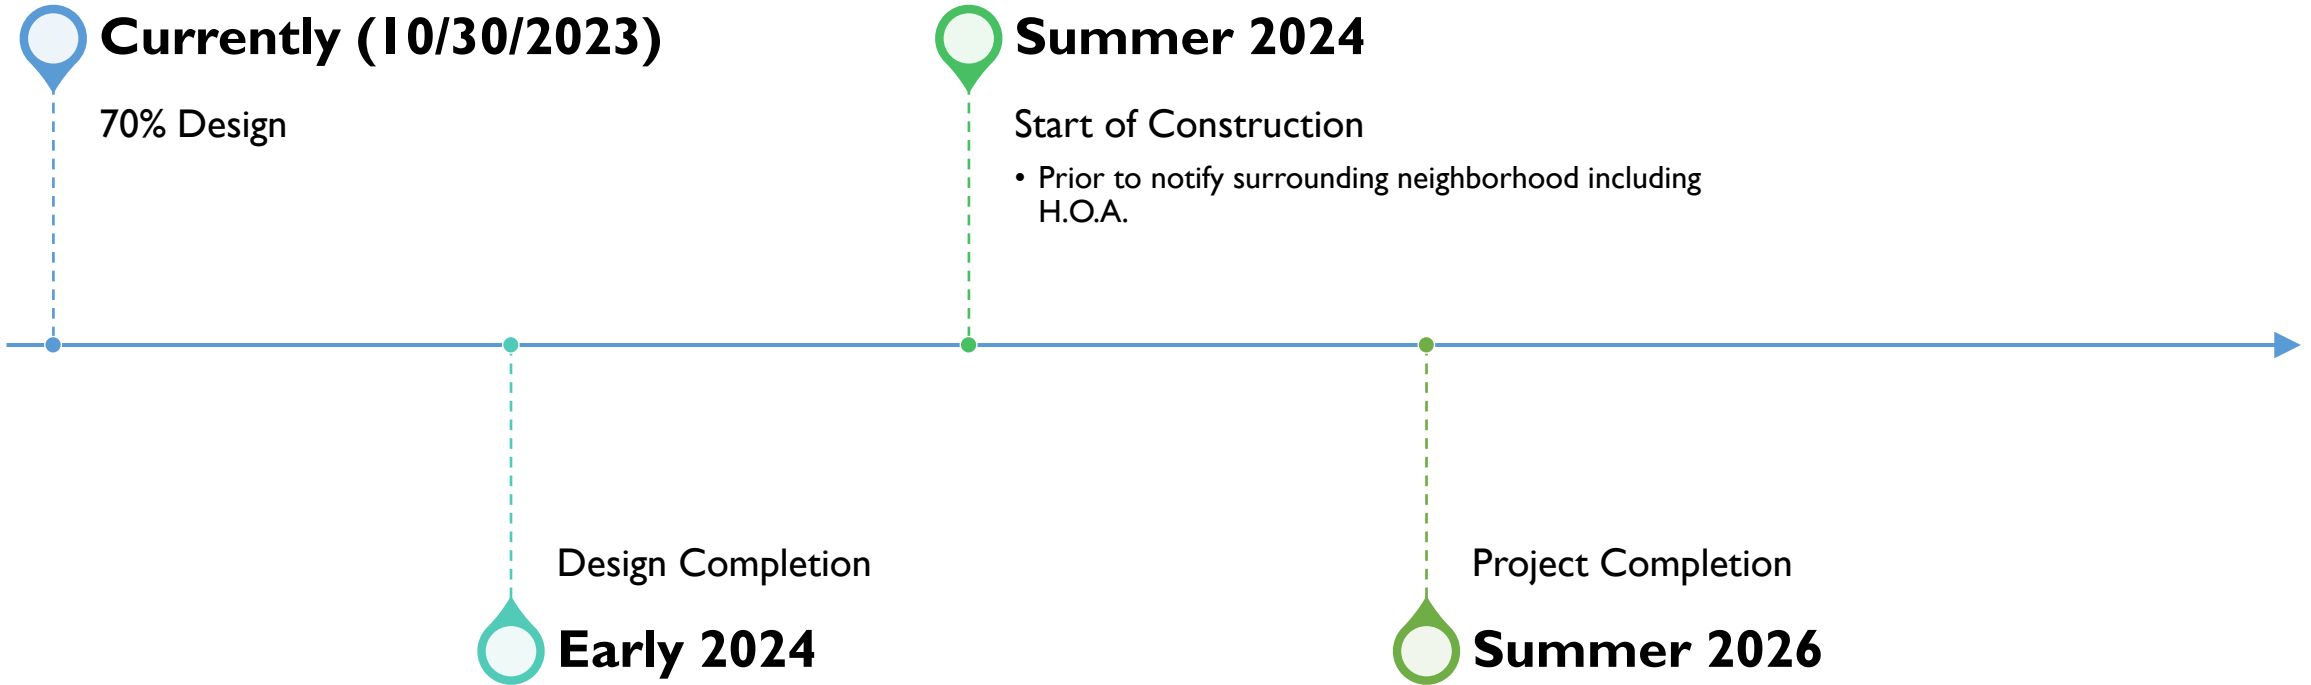 Currently (10/30/2023)
70% Design
Summer 2024
Start of Construction
• Prior to notify surrounding neighborhood including
H.O.A.
Design Completion
Early 2024
Project Completion
Summer 2026